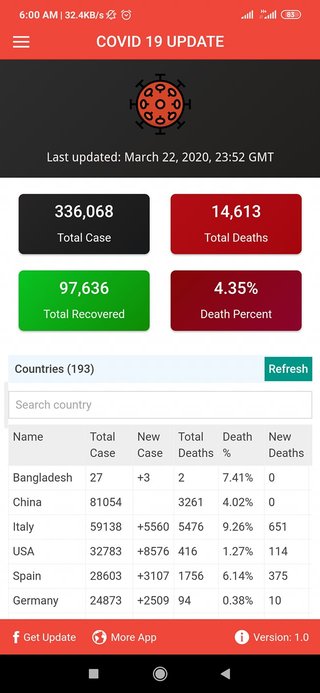 6:00 AM | 32.4KB/s 93
COVID 19 UPDATE
Last updated: March 22, 2020, 23:52 GMT
336,068 14,613
Total Case Total Deaths
97,636 4.35%
Total Recovered Death Percent
Countries (193) Refresh
Search country
Name Total Case New Case Total Deaths Death % New Deaths
Bangladesh 27 +3 2 7.41% 0
China 81054 3261 4.02% 0
Italy 59138 +5560 5476 9.26% 651
USA 32783 +8576 416 1.27% 114
Spain 28603 +3107 1756 6.14% 375
Germany 24873 +2509 94 0.38% 10
f Get Update More App i Version: 1.0